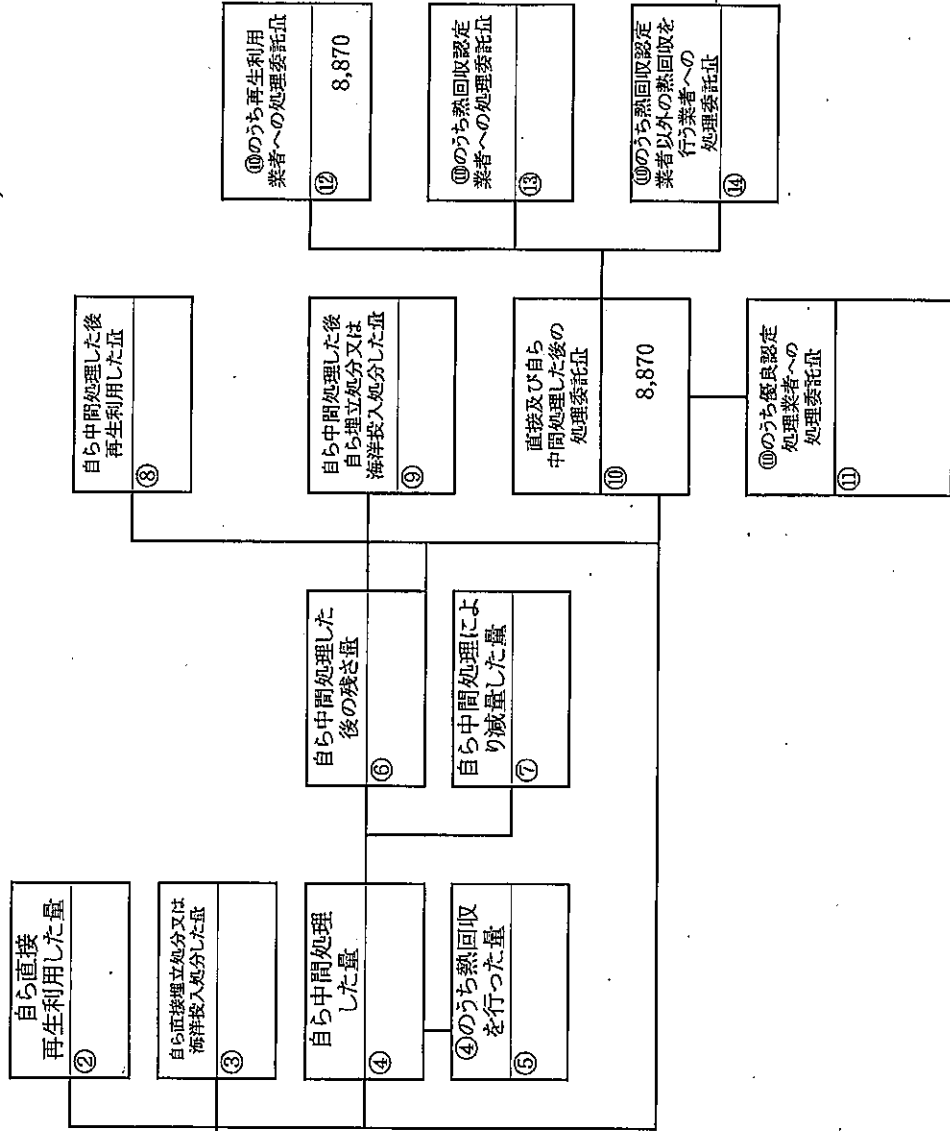 自ら直接
再生利用した量
②
自ら直接埋立処分又は
海洋投入処分した量
③
自ら中間処理
した量
④
④のうち熱回収
を行った量
⑤
自ら中間処理した
後の残さ量
⑥
自ら中間処理によ
り減量した量
⑦
自ら中間処理した後
再生利用した量
⑧
自ら中間処理した後
自ら埋立処分又は
海洋投入処分した量
⑨
直接及び自ら
中間処理した後の
処理委託量
⑩
8,870
⑩のうち優良認定
処理業者への
処理委託量
⑪
⑩のうち再生利用
業者への処理委託量
⑫
8,870
⑩のうち熱回収認定
業者への処理委託量
⑬
⑩のうち熱回収認定
業者以外の熱回収を
行う業者への
処理委託量
⑭